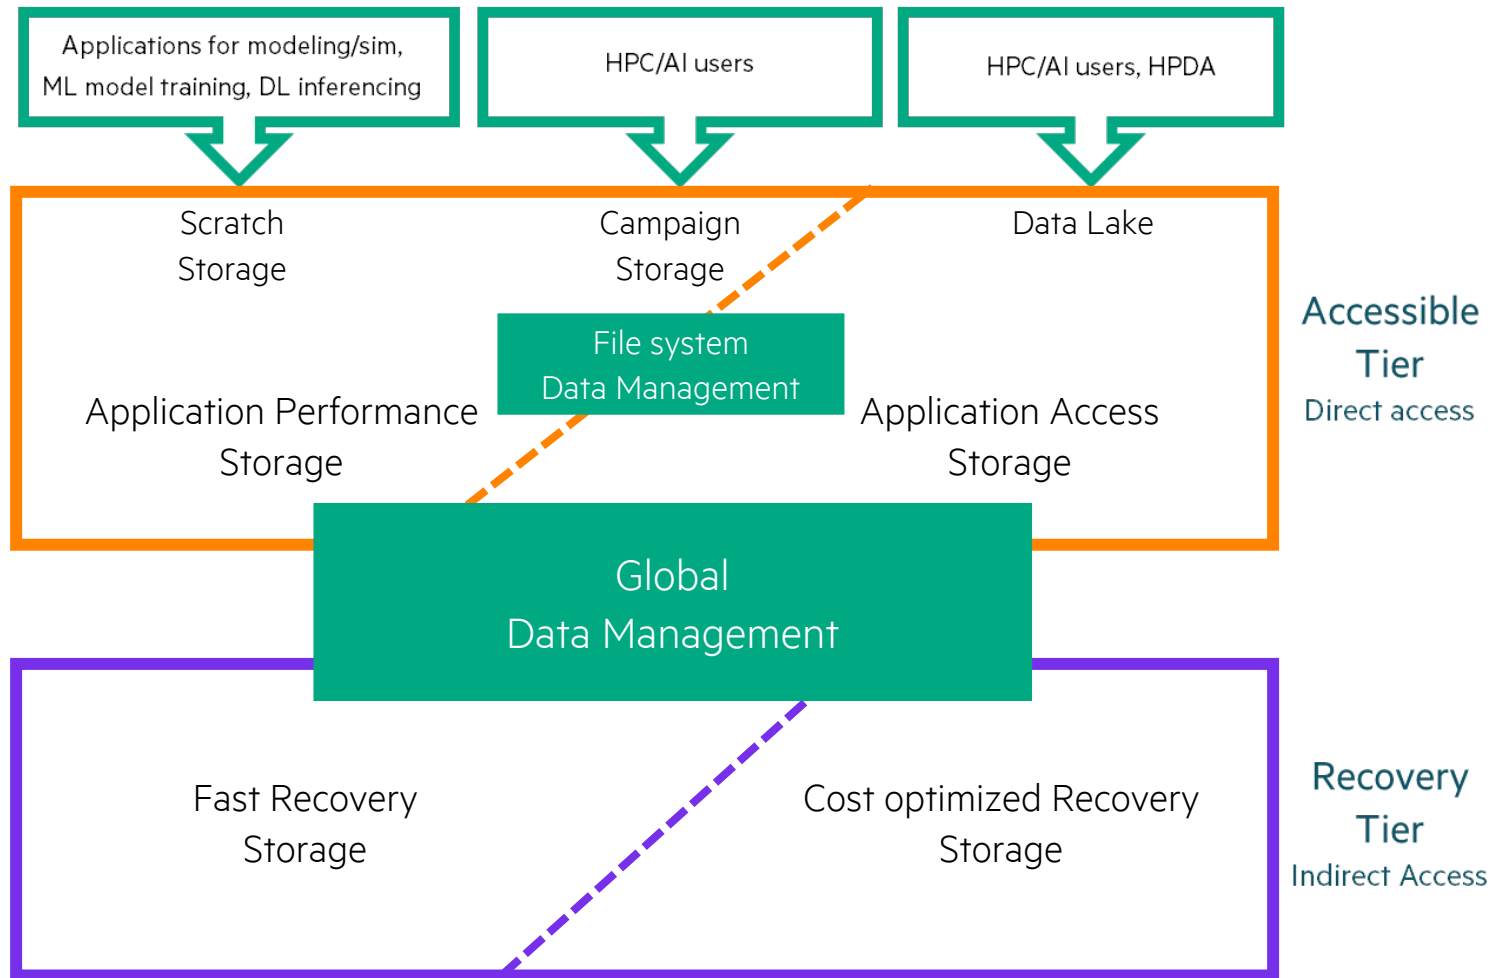 Applications for modeling/sim,
ML model training, DL inferencing
HPC/AI users
HPC/AI users, HPDA
Scratch
Storage
Campaign
Storage
Data Lake
File system
Data Management
Application Performance
Storage
Application Access
Storage
Accessible
Tier
Direct access
Global
Data Management
Fast Recovery
Storage
Cost optimized Recovery
Storage
Recovery
Tier
Indirect Access